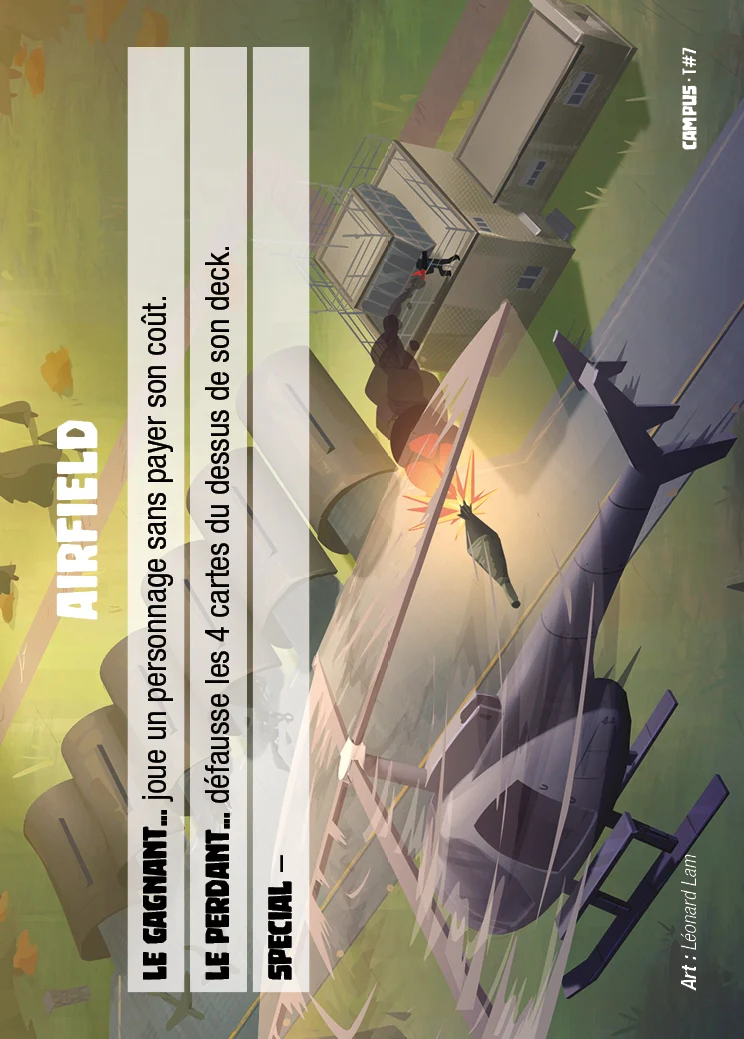 AIRFIELD
LE GAGNANT... joue un personnage sans payer son coût.
LE PERDANT... défausse les 4 cartes du dessus de son deck.
SPECIAL –
Art : Léonard Lam
CAMPUS · T#7